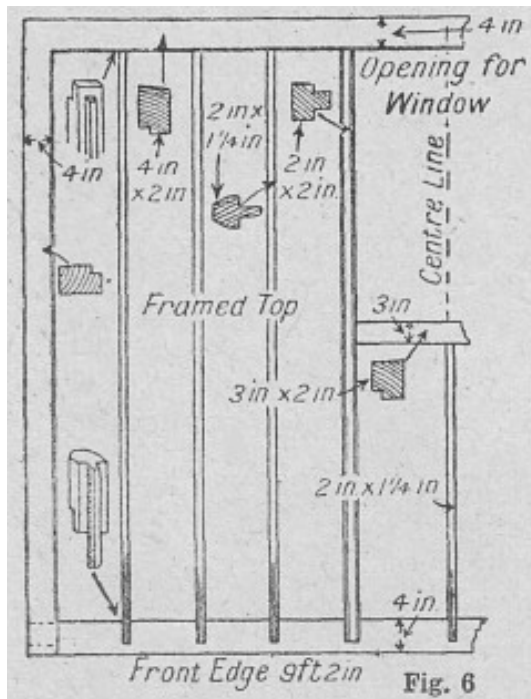 4 in
Opening for
Window
2 in x
1¼ in
4 in
4 in
x 2 in
2 in
x 2 in.
Centre Line
Framed Top
3 in
3 in x 2 in
2 in x 1¼ in
4 in.
Front Edge 9ft 2 in
Fig. 6